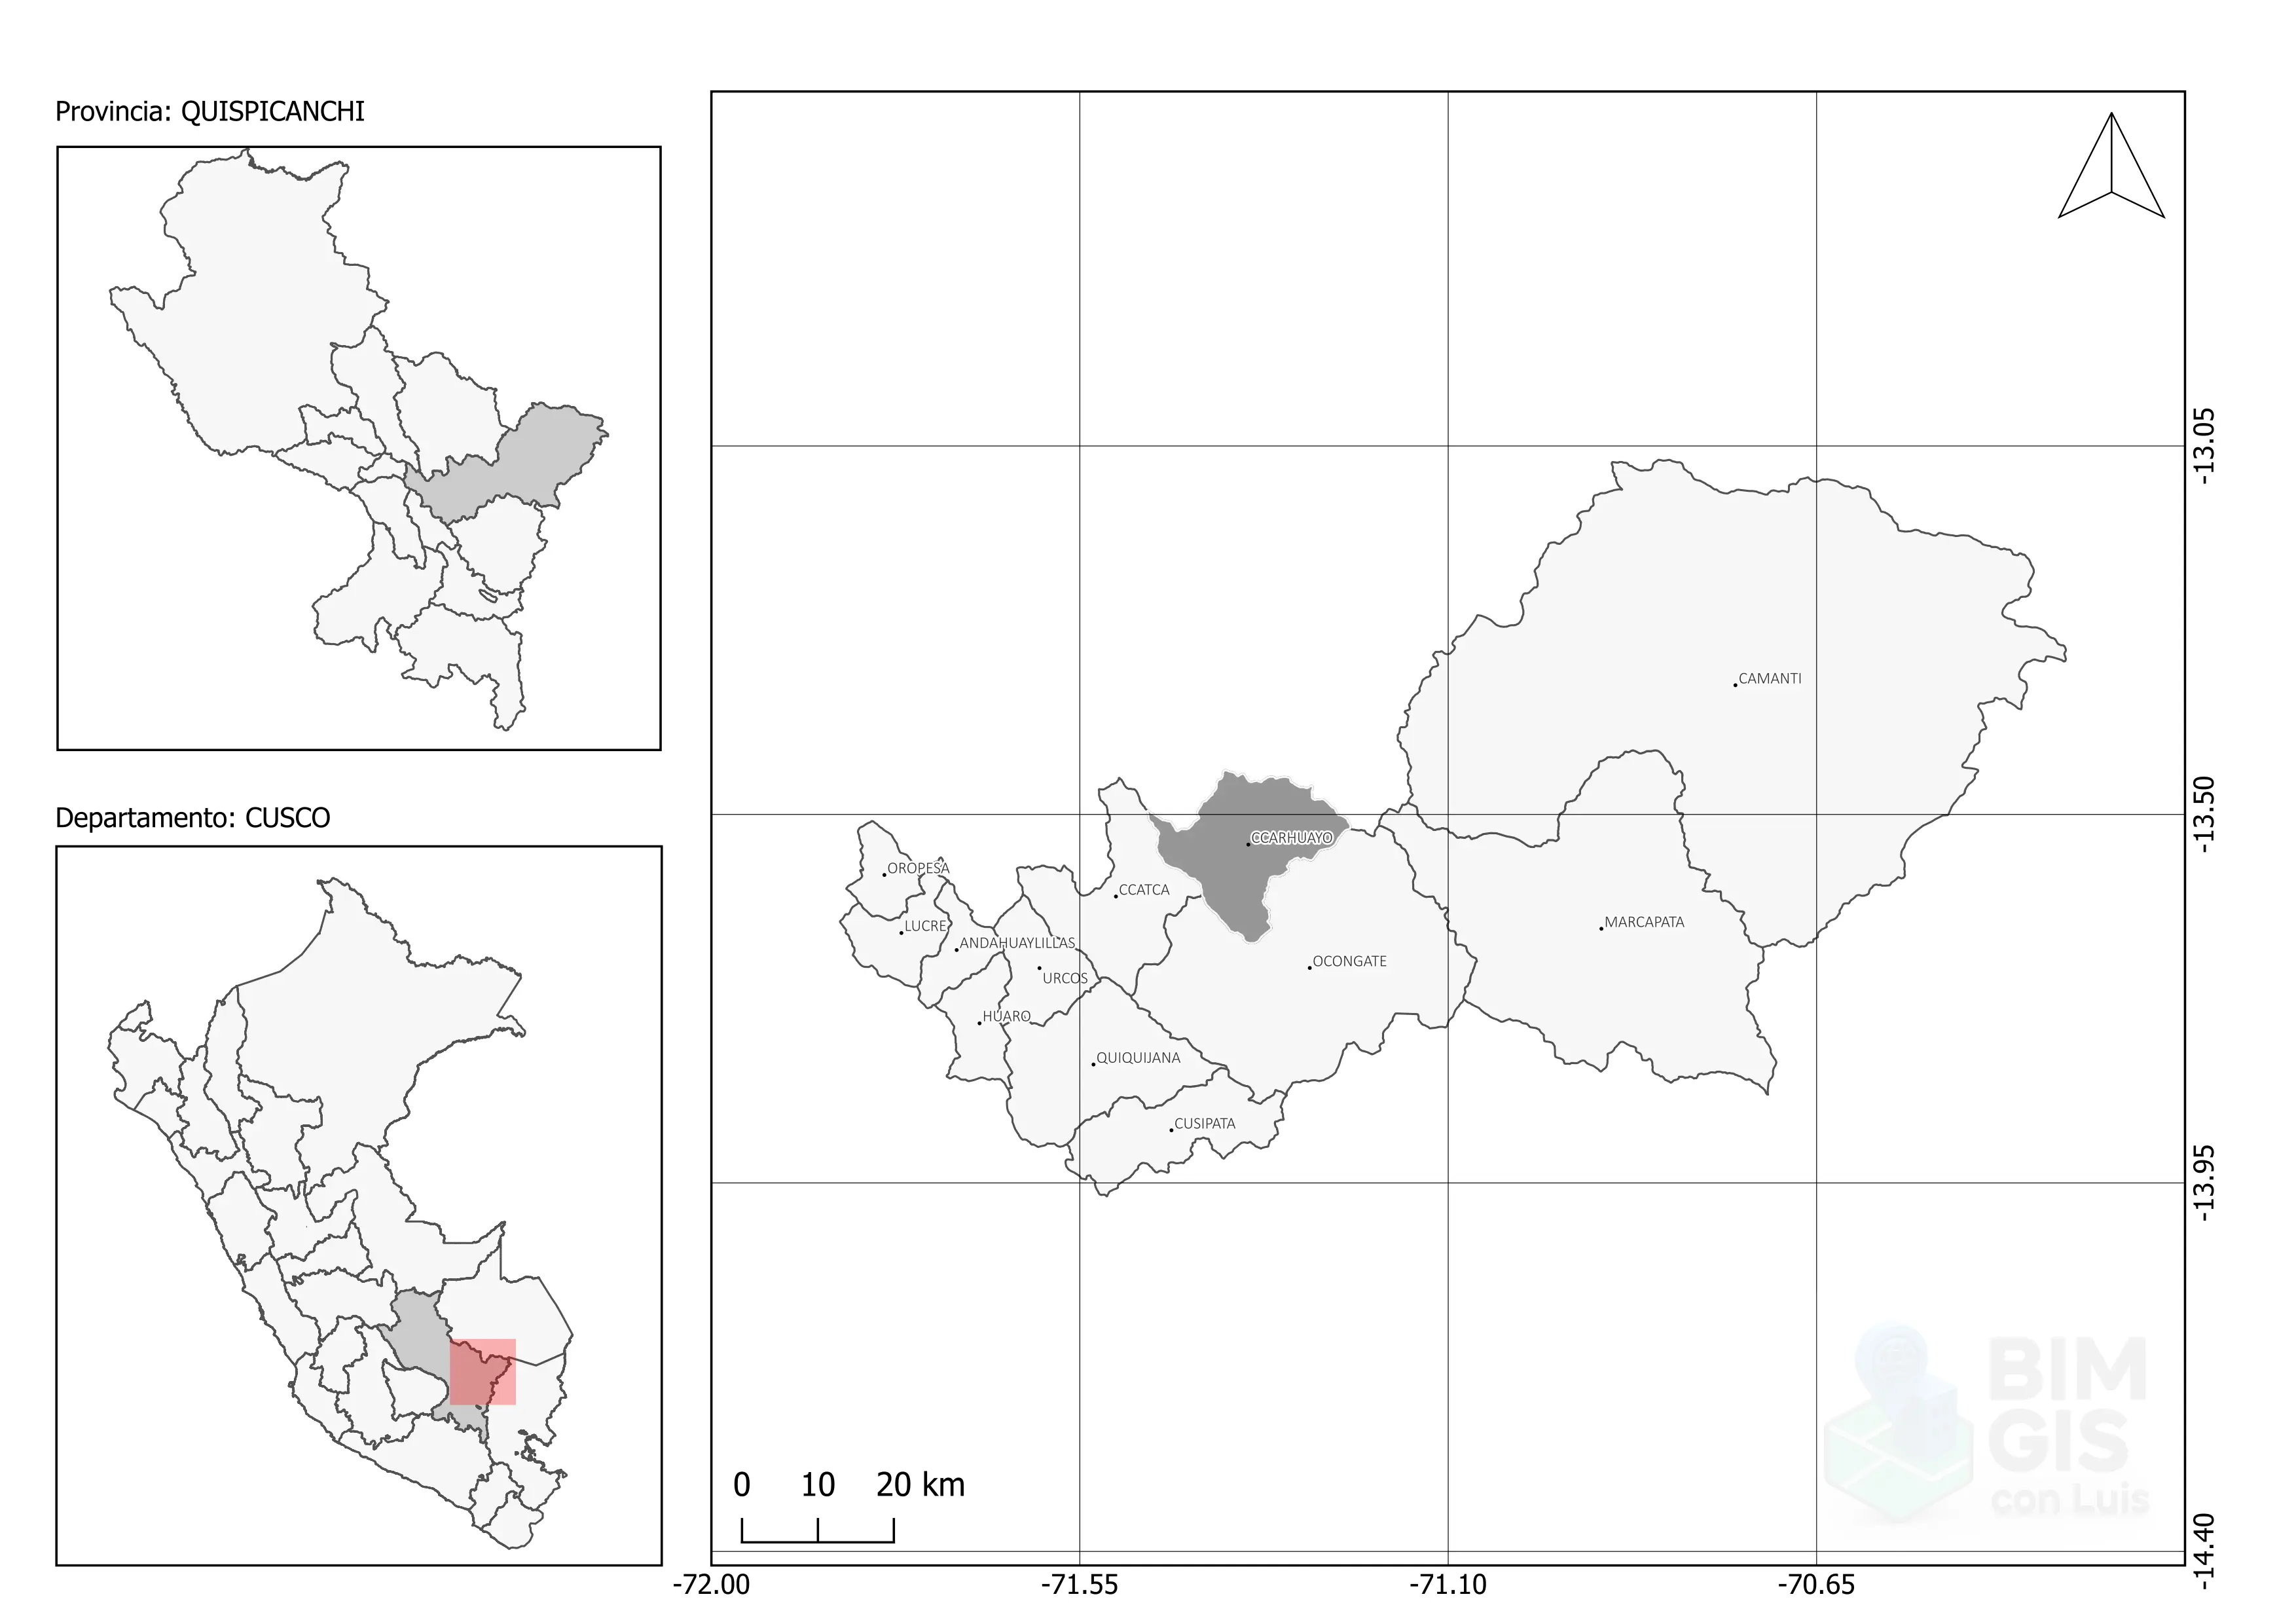 Provincia: QUISPICANCHI
Departamento: CUSCO
CAMANTI
CCARHUAYO
OROPESA
CCATCA
LUCRE
MARCAPATA
ANDAHUAYLILLAS
OCONGATE
URCOS
HUARO
QUIQUIJANA
CUSIPATA
-13.05
-13.50
-13.95
-14.40
BIM
GIS
con Luis
0 10 20 km
-72.00 -71.55 -71.10 -70.65